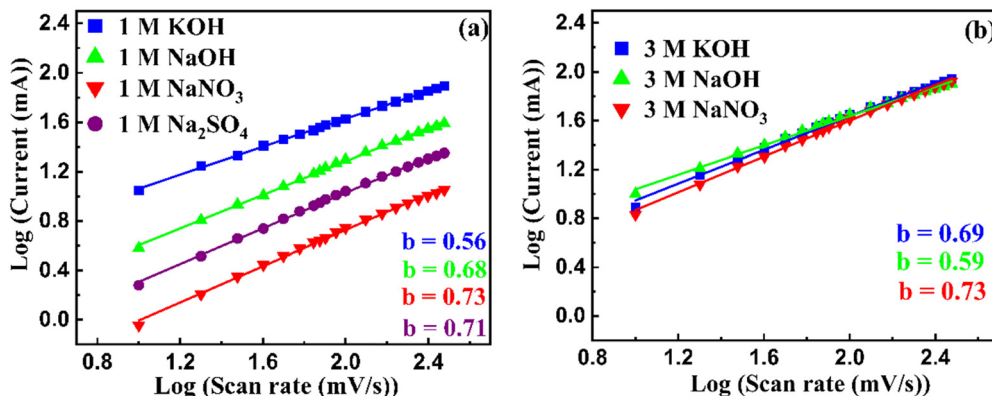 (a)
1 M KOH
1 M NaOH
1 M NaNO₃
1 M Na₂SO₄
b = 0.56
b = 0.68
b = 0.73
b = 0.71
Log (Current (mA))
2.4
2.0
1.6
1.2
0.8
0.4
0.0
0.8 1.2 1.6 2.0 2.4
Log (Scan rate (mV/s))
(b)
3 M KOH
3 M NaOH
3 M NaNO₃
b = 0.69
b = 0.59
b = 0.73
Log (Current (mA))
2.4
2.0
1.6
1.2
0.8
0.4
0.0
0.8 1.2 1.6 2.0 2.4
Log (Scan rate (mV/s))